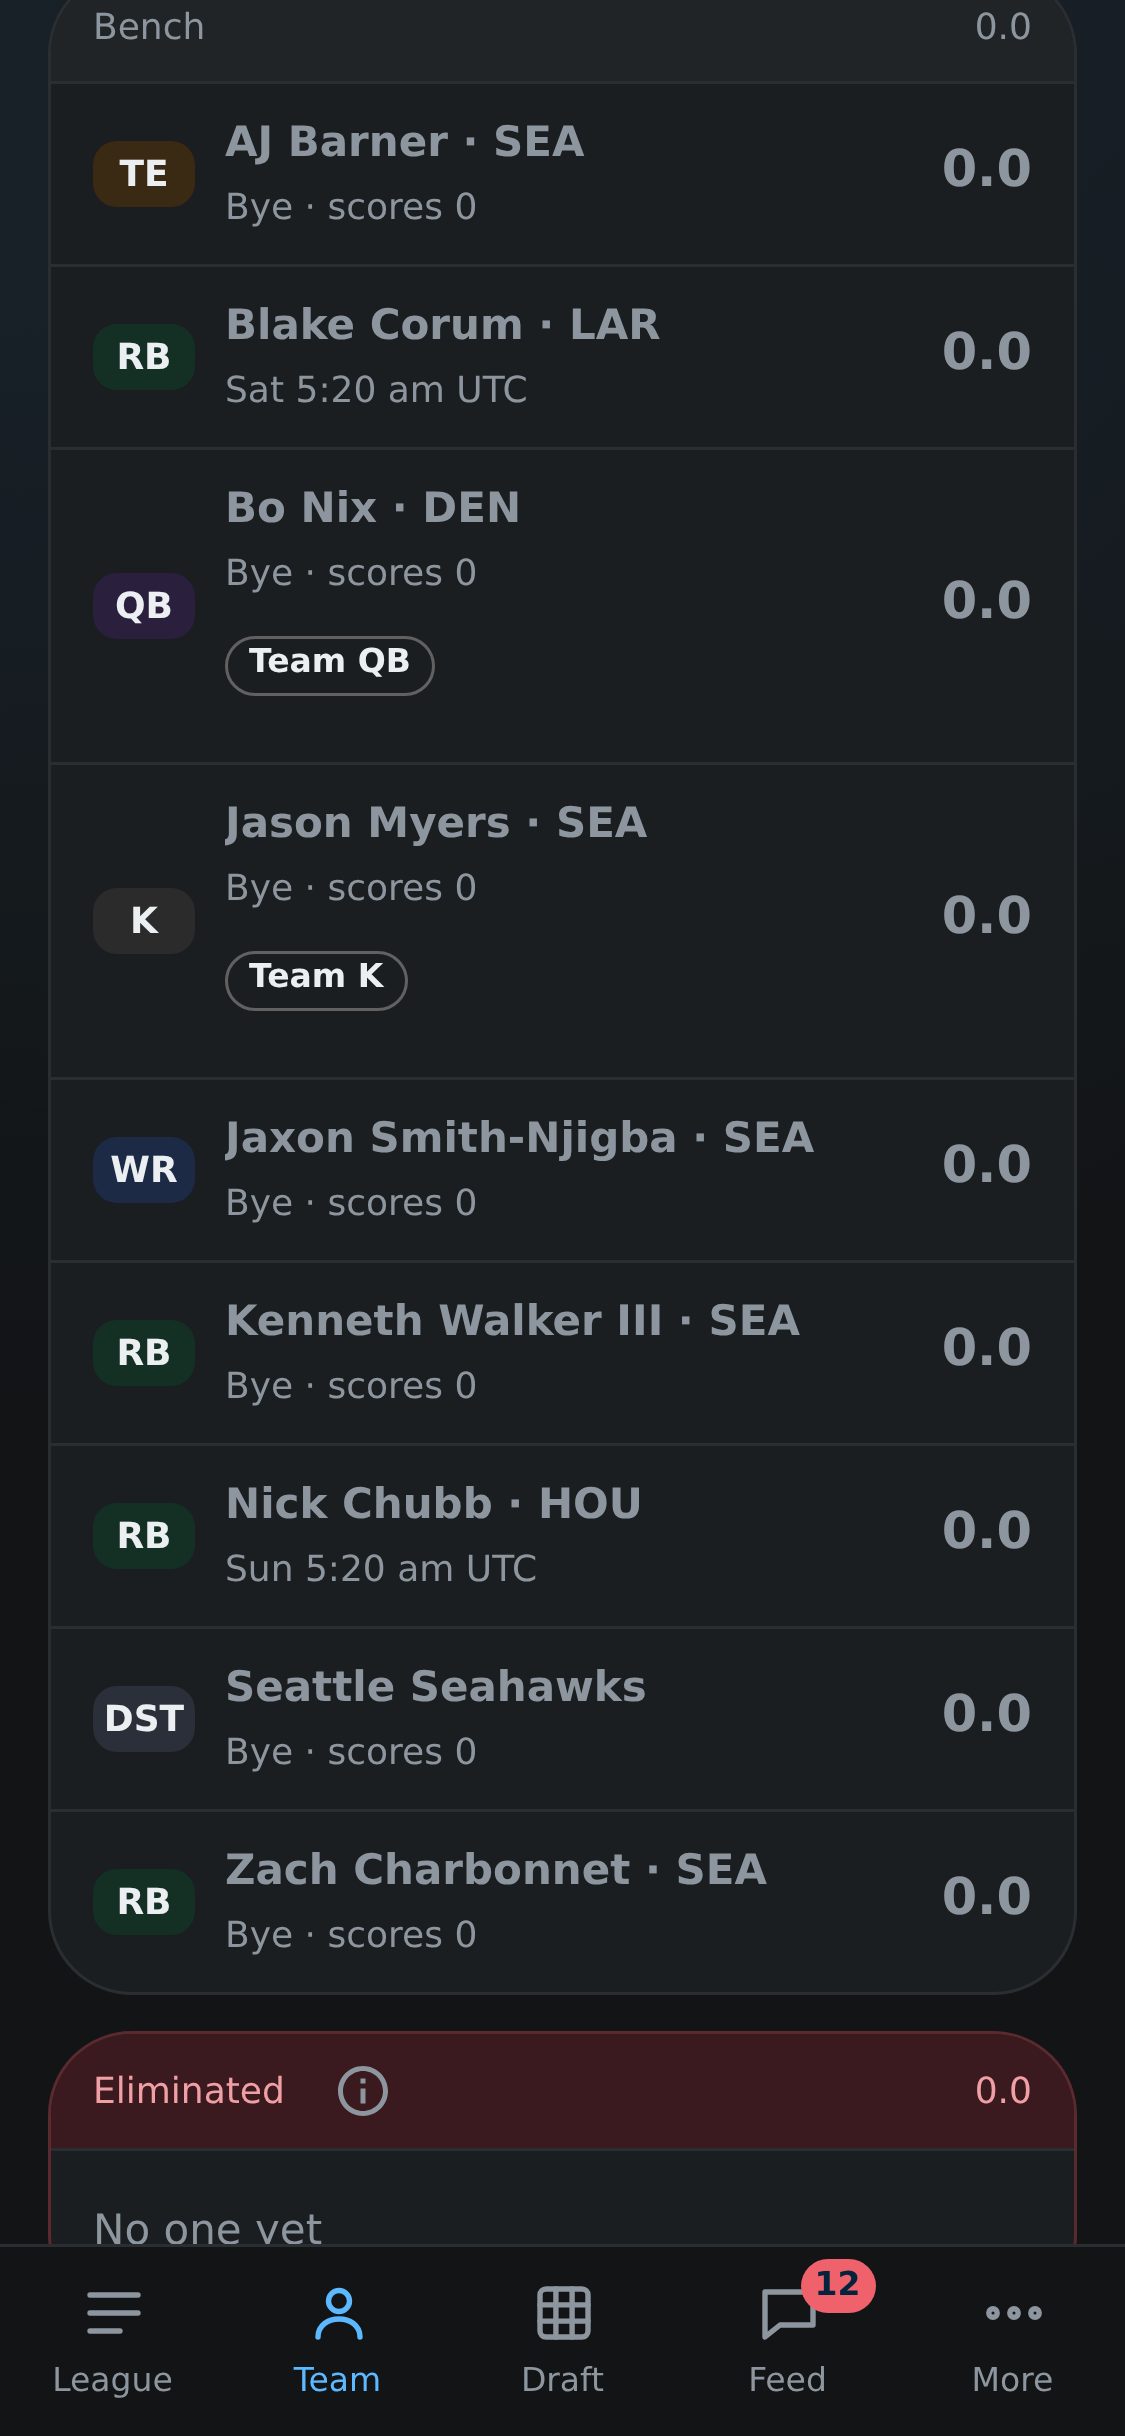 Bench 0.0
AJ Barner · SEA
TE 0.0
Bye · scores 0
Blake Corum · LAR
RB 0.0
Sat 5:20 am UTC
Bo Nix · DEN
Bye · scores 0
QB 0.0
Team QB
Jason Myers · SEA
Bye · scores 0
K 0.0
Team K
Jaxon Smith-Njigba · SEA
WR 0.0
Bye · scores 0
Kenneth Walker III · SEA
RB 0.0
Bye · scores 0
Nick Chubb · HOU
RB 0.0
Sun 5:20 am UTC
Seattle Seahawks
DST 0.0
Bye · scores 0
Zach Charbonnet · SEA
RB 0.0
Bye · scores 0
Eliminated 0.0
No one yet
12
League Team Draft Feed More